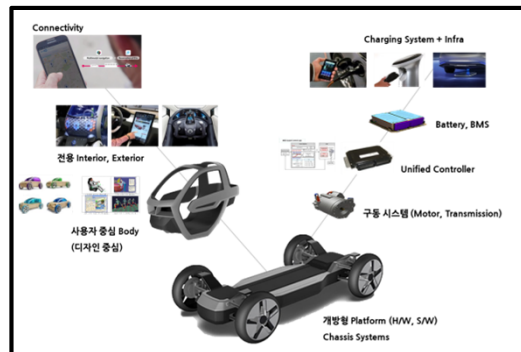 Connectivity
Charging System + Infra
Battery, BMS
전용 Interior, Exterior
Unified Controller
사용자 중심 Body
(디자인 중심)
구동 시스템 (Motor, Transmission)
개방형 Platform (H/W, S/W)
Chassis Systems